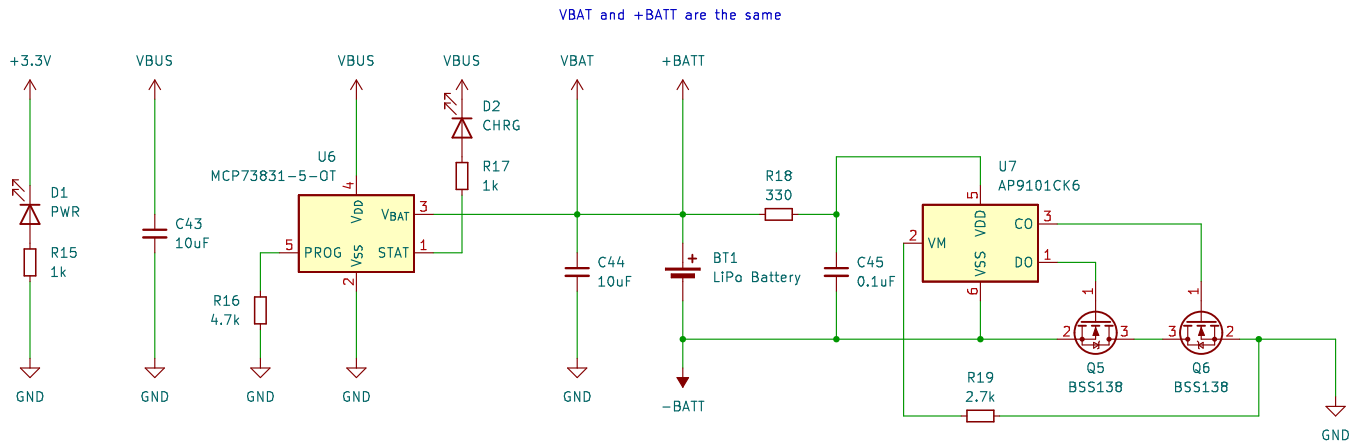 VBAT and +BATT are the same
+3.3V
VBUS
VBUS
VBUS
VBAT
+BATT
D2
CHRG
U6
MCP73831-5-OT
R17
1k
4
VDD
VBAT
3
5
PROG
VSS
STAT
1
2
D1
PWR
R15
1k
C43
10uF
R16
4.7k
C44
10uF
+
BT1
LiPo Battery
R18
330
C45
0.1uF
U7
AP9101CK6
5
VDD
CO
3
2
VM
VSS
DO
1
6
1
1
2
3
3
2
Q5
BSS138
Q6
BSS138
R19
2.7k
GND
GND
GND
GND
GND
-BATT
GND